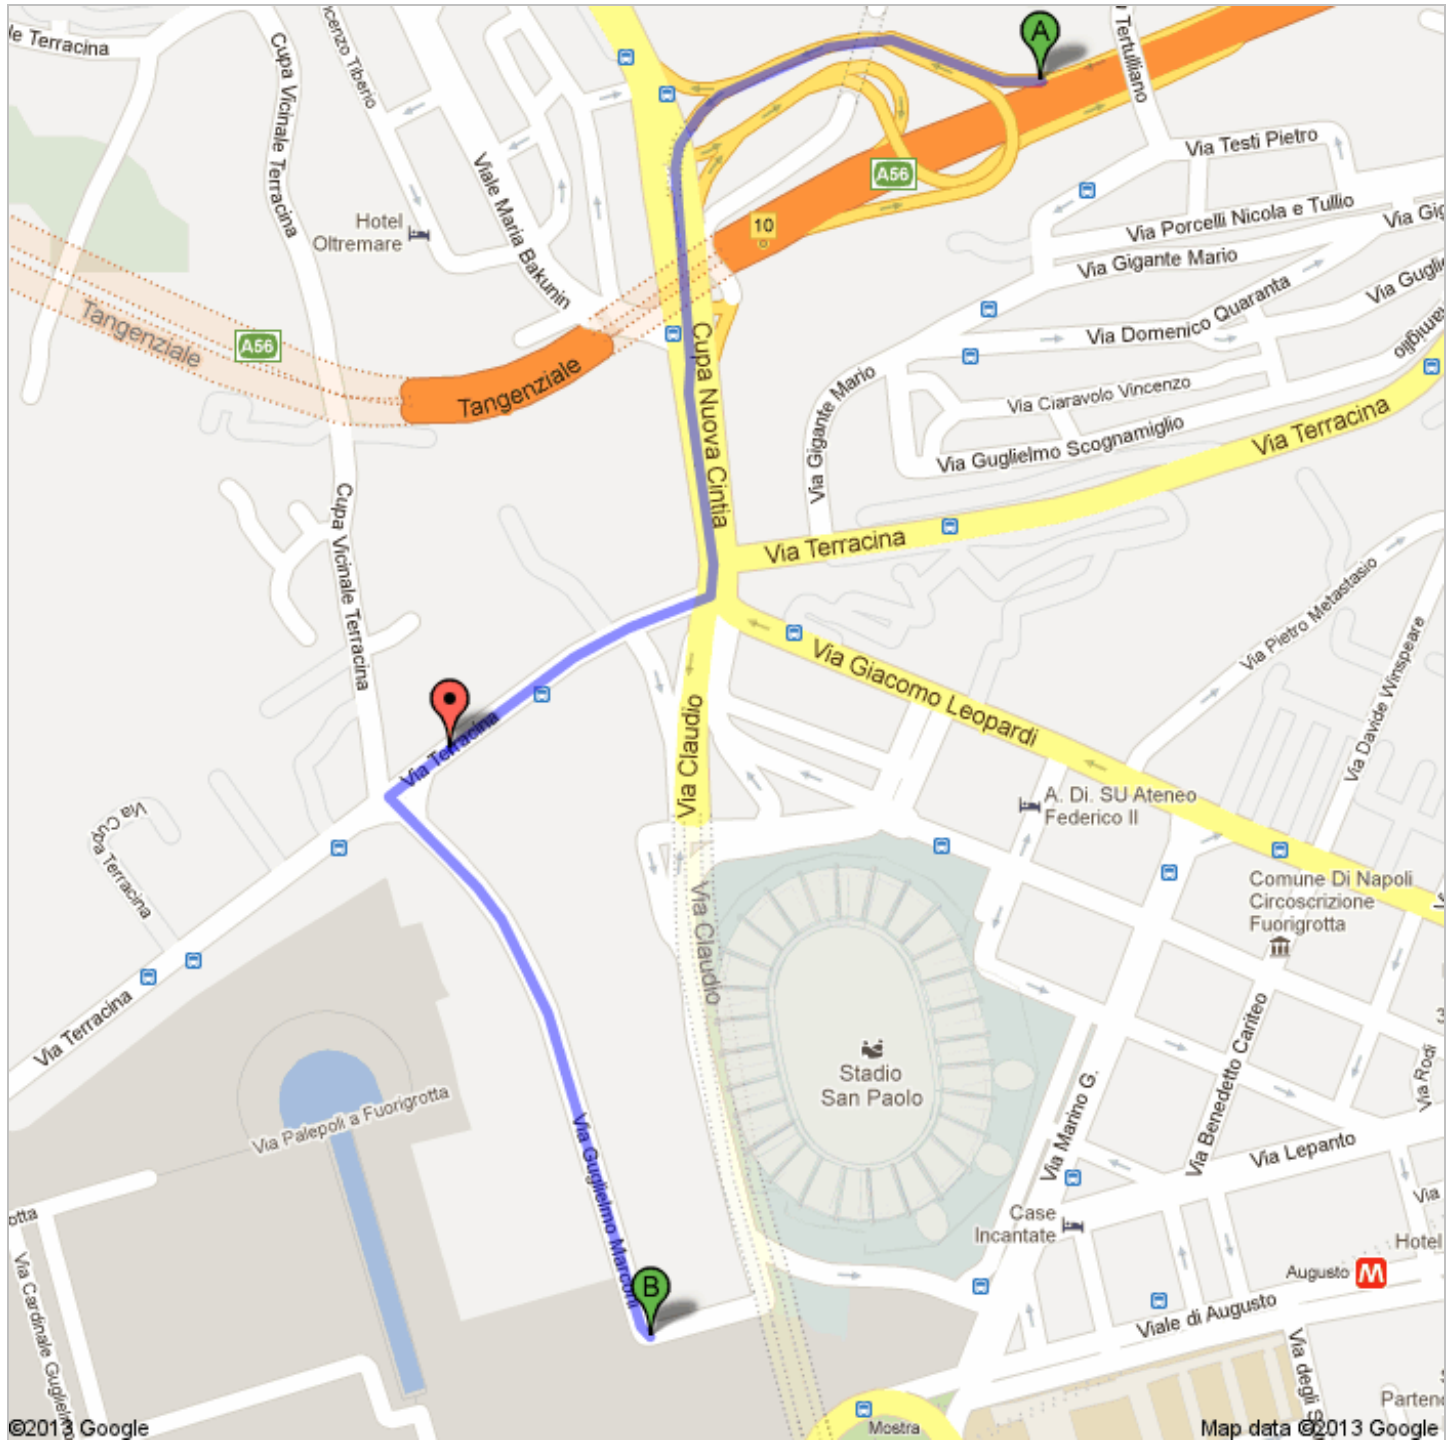 le Terracina
Cupa Vicinale Terracina
A
Via Testi Pietro
Viale Maria Bakunin
A56
Hotel
Oltremare
10
Via Porcelli Nicola e Tullio
Via Gigante Mario
Via Domenico Quaranta
Tangenziale
A56
Tangenziale
Cupa Nuova Cintia
Via Gigante Mario
Via Ciaravolo Vincenzo
Via Guglielmo Scognamiglio
Via Terracina
Cupa Vicinale Terracina
Via Terracina
Via Pietro Metastasio
Via Davide Winspeare
Via Giacomo Leopardi
Via Claudio
Via Terracina
A. Di. SU Ateneo
Federico II
Via Cupa Terracina
Comune Di Napoli
Circoscrizione
Fuorigrotta
Via Claudio
Via Terracina
Stadio
San Paolo
Via Marino G.
Via Benedetto Cariteo
Via Rodi
Via Palepoli a Fuorigrotta
Via Guglielmo Marconi
Via Lepanto
Via
Case
Incantate
Hotel
Augusto
M
B
Viale di Augusto
Via Cardinale Guglielm
Via degli S
Parten
Mostra
©2013 Google
Map data ©2013 Google